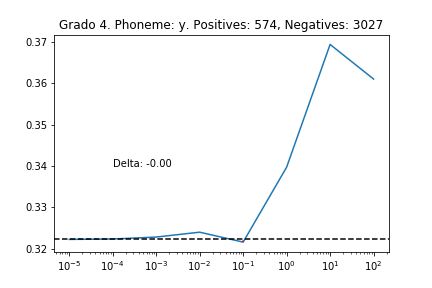 Grado 4. Phoneme: y. Positives: 574, Negatives: 3027
0.37
0.36
0.35
0.34
0.33
0.32
Delta: -0.00
10⁻⁵ 10⁻⁴ 10⁻³ 10⁻² 10⁻¹ 10⁰ 10¹ 10²